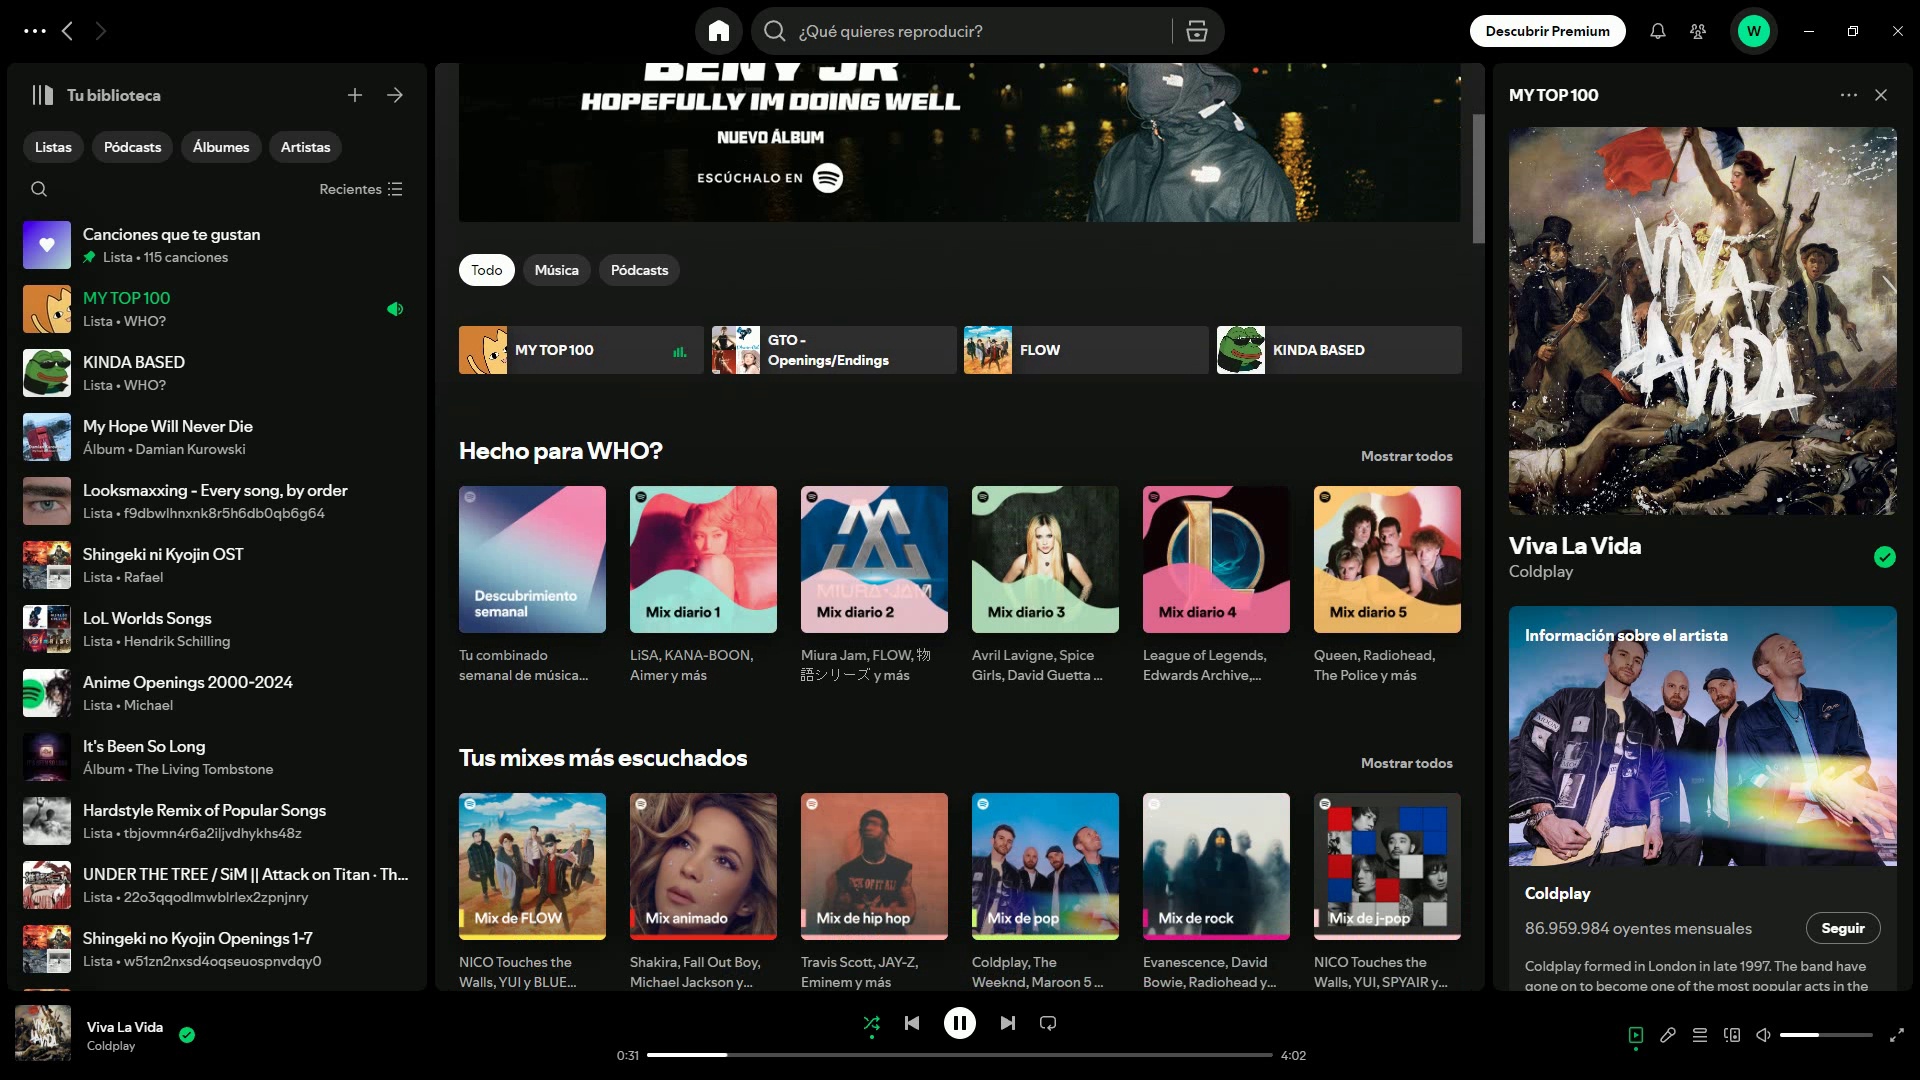 ¿Qué quieres reproducir?
Descubrir Premium
W
Tu biblioteca
Listas
Pódcasts
Álbumes
Artistas
Recientes
Canciones que te gustan
Lista • 115 canciones
MY TOP 100
Lista • WHO?
KINDA BASED
Lista • WHO?
My Hope Will Never Die
Álbum • Damian Kurowski
Looksmaxxing - Every song, by order
Lista • f9dbwlhnxnk8r5h6db0qb6g64
Shingeki ni Kyojin OST
Lista • Rafael
LoL Worlds Songs
Lista • Hendrik Schilling
Anime Openings 2000-2024
Lista • Michael
It's Been So Long
Álbum • The Living Tombstone
Hardstyle Remix of Popular Songs
Lista • tbjovmn4r6a2iljvdhykhs48z
UNDER THE TREE / SiM || Attack on Titan · Th...
Lista • 22o3qqodlmwblrlex2zpnjnry
Shingeki no Kyojin Openings 1-7
Lista • w51zn2nxsd4oqseuospnvdqy0
BENY JR
HOPEFULLY IM DOING WELL
NUEVO ÁLBUM
ESCÚCHALO EN
Todo
Música
Pódcasts
MY TOP 100
GTO -
Openings/Endings
FLOW
KINDA BASED
Hecho para WHO?
Mostrar todos
Descubrimiento
semanal
Mix diario 1
MIURA-JAM
Mix diario 2
Mix diario 3
Mix diario 4
Mix diario 5
Tu combinado
semanal de música...
LiSA, KANA-BOON,
Aimer y más
Miura Jam, FLOW, 物
語シリーズ y más
Avril Lavigne, Spice
Girls, David Guetta ...
League of Legends,
Edwards Archive,...
Queen, Radiohead,
The Police y más
Tus mixes más escuchados
Mostrar todos
Mix de FLOW
Mix animado
Mix de hip hop
Mix de pop
Mix de rock
Mix de j-pop
NICO Touches the
Walls, YUI y BLUE...
Shakira, Fall Out Boy,
Michael Jackson y...
Travis Scott, JAY-Z,
Eminem y más
Coldplay, The
Weeknd, Maroon 5 ...
Evanescence, David
Bowie, Radiohead y...
NICO Touches the
Walls, YUI, SPYAIR y...
MY TOP 100
VIVA
LA VIDA
Viva La Vida
Coldplay
Información sobre el artista
Coldplay
86.959.984 oyentes mensuales
Seguir
Coldplay formed in London in late 1997. The band have
gone on to become one of the most popular acts in the
Viva La Vida
Coldplay
0:31
4:02